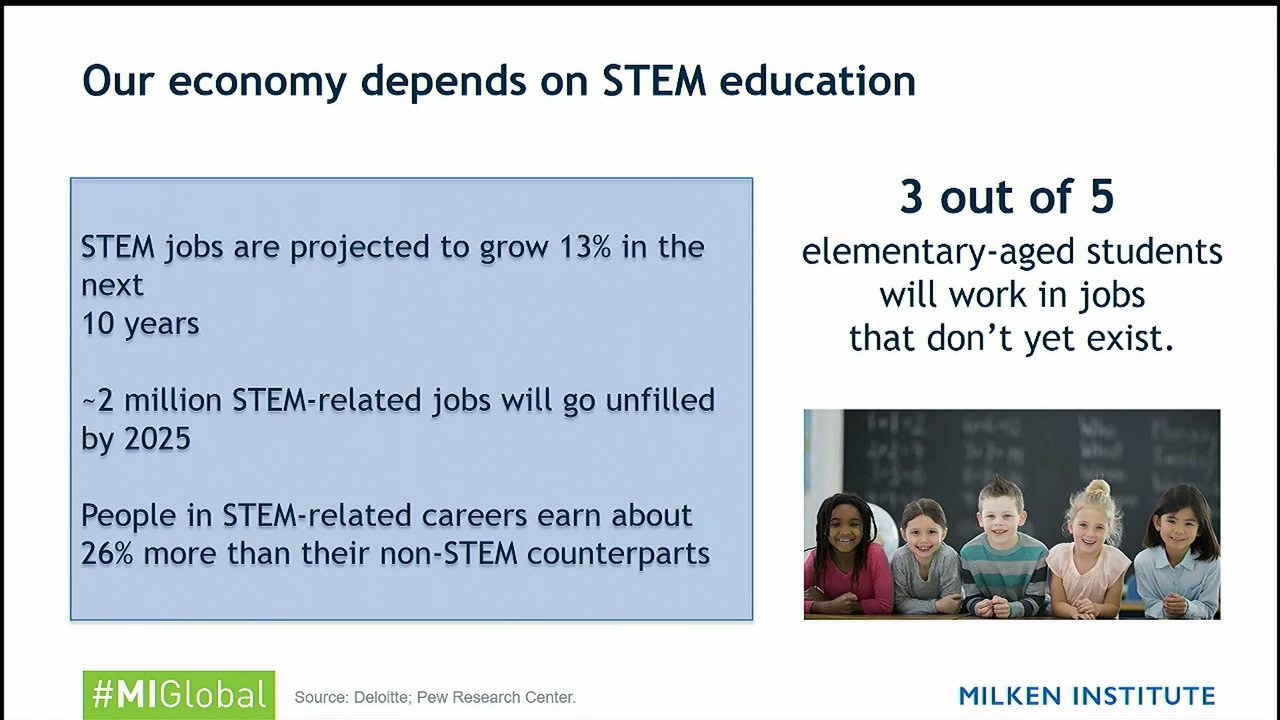 Our economy depends on STEM education
STEM jobs are projected to grow 13% in the
next
10 years
~2 million STEM-related jobs will go unfilled
by 2025
People in STEM-related careers earn about
26% more than their non-STEM counterparts
3 out of 5
elementary-aged students
will work in jobs
that don’t yet exist.
#MIGlobal
Source: Deloitte; Pew Research Center.
MILKEN INSTITUTE